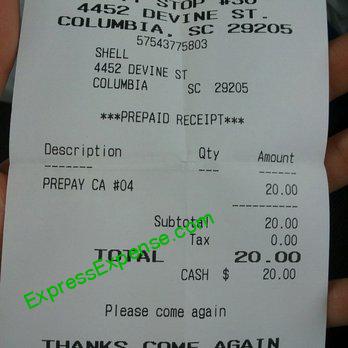 STOP #30
4452 DEVINE ST.
COLUMBIA, SC 29205
57543775803
SHELL
4452 DEVINE ST
COLUMBIA SC 29205
***PREPAID RECEIPT***
Description Qty Amount
PREPAY CA #04 20.00
Subtotal 20.00
Tax 0.00
TOTAL 20.00
CASH $ 20.00
Please come again
THANKS COME AGAIN
ExpressExpense.com